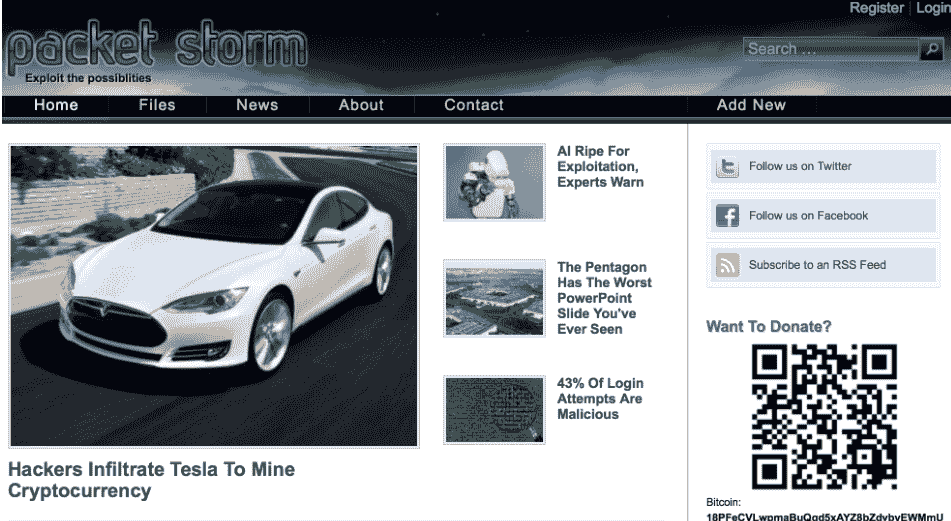 Register | Login
packet storm
Exploit the possiblities
Search …
Home
Files
News
About
Contact
Add New
Hackers Infiltrate Tesla To Mine
Cryptocurrency
AI Ripe For
Exploitation,
Experts Warn
The Pentagon
Has The Worst
PowerPoint
Slide You've
Ever Seen
43% Of Login
Attempts Are
Malicious
Follow us on Twitter
Follow us on Facebook
Subscribe to an RSS Feed
Want To Donate?
Bitcoin: